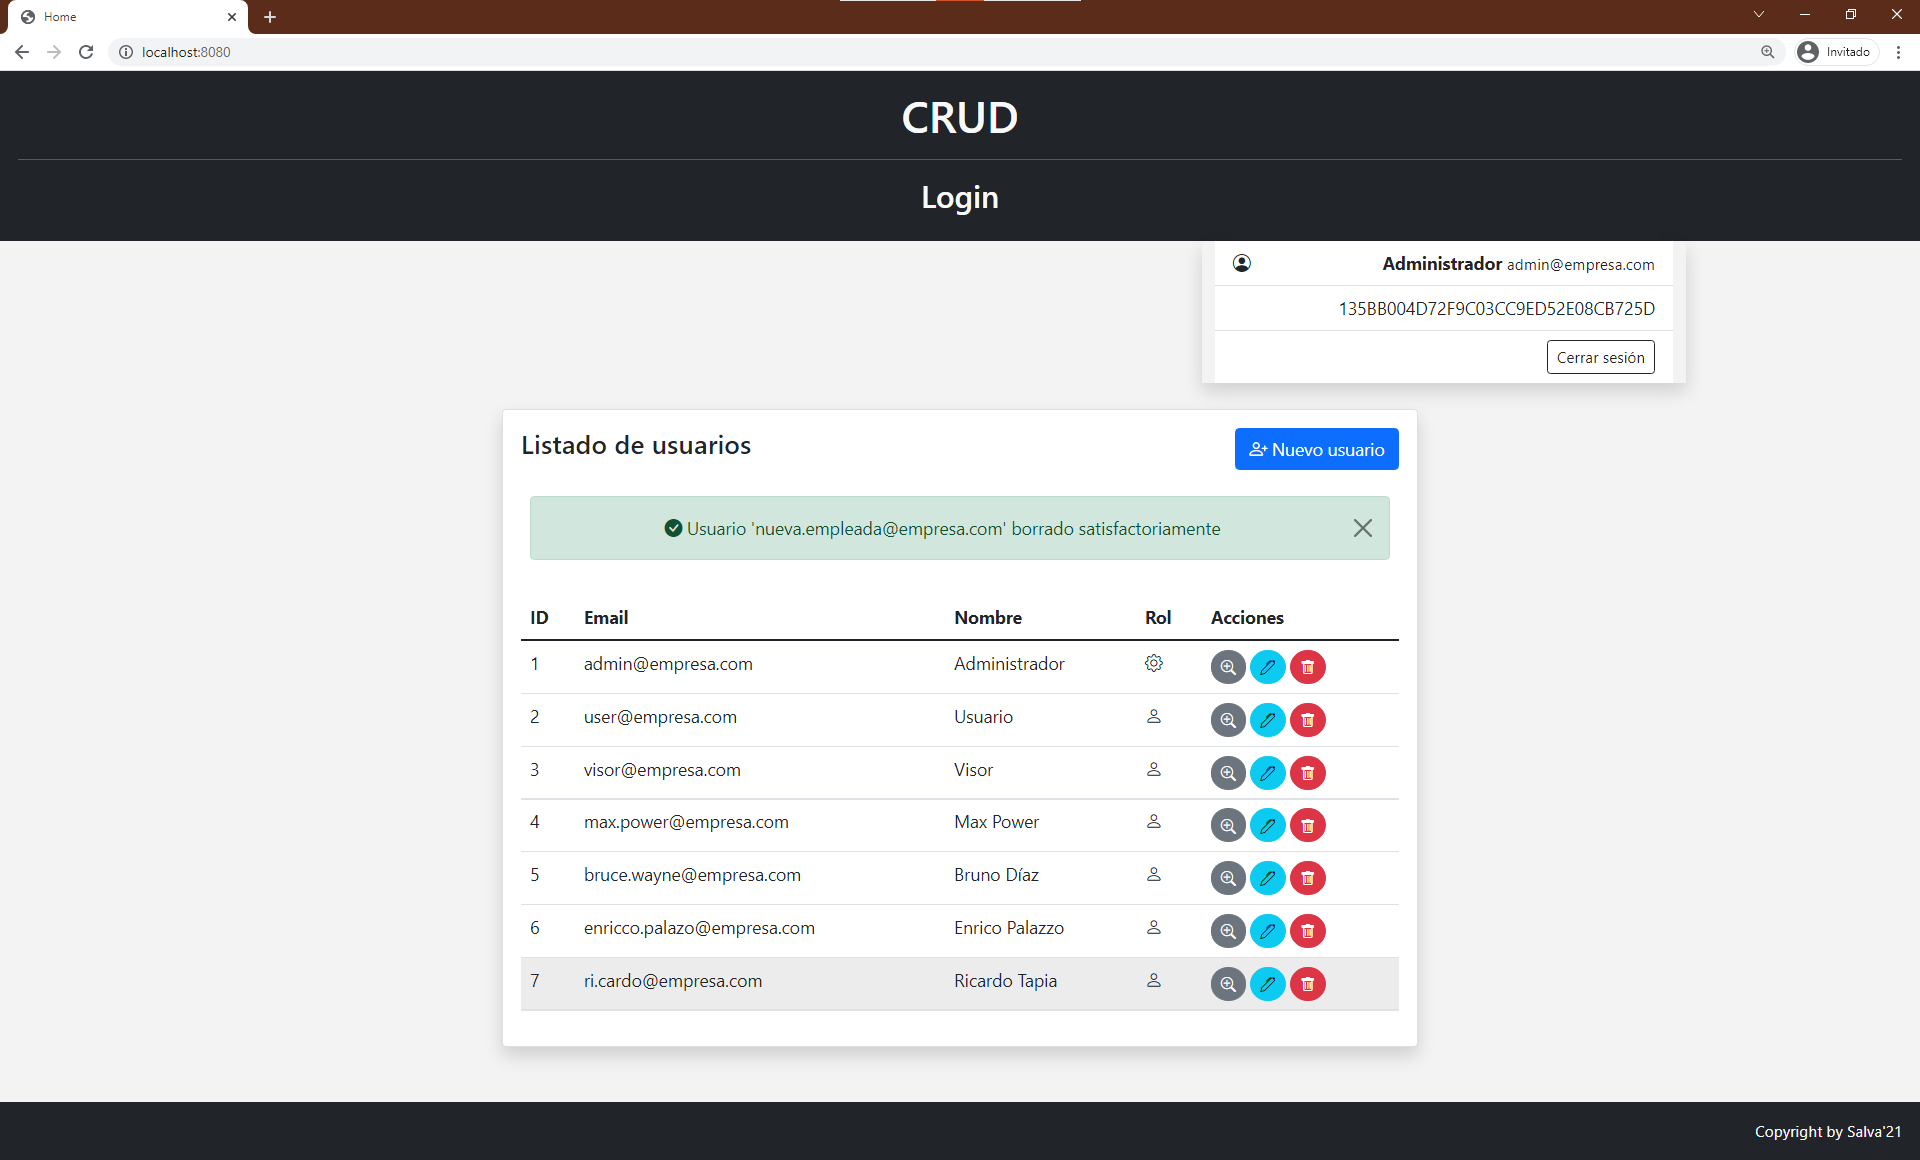 Home
localhost:8080
Invitado
CRUD
Login
Administrador admin@empresa.com
135BB004D72F9C03CC9ED52E08CB725D
Cerrar sesión
Listado de usuarios
Nuevo usuario
Usuario 'nueva.empleada@empresa.com' borrado satisfactoriamente
ID Email Nombre Rol Acciones
1 admin@empresa.com Administrador
2 user@empresa.com Usuario
3 visor@empresa.com Visor
4 max.power@empresa.com Max Power
5 bruce.wayne@empresa.com Bruno Díaz
6 enricco.palazo@empresa.com Enrico Palazzo
7 ri.cardo@empresa.com Ricardo Tapia
Copyright by Salva'21